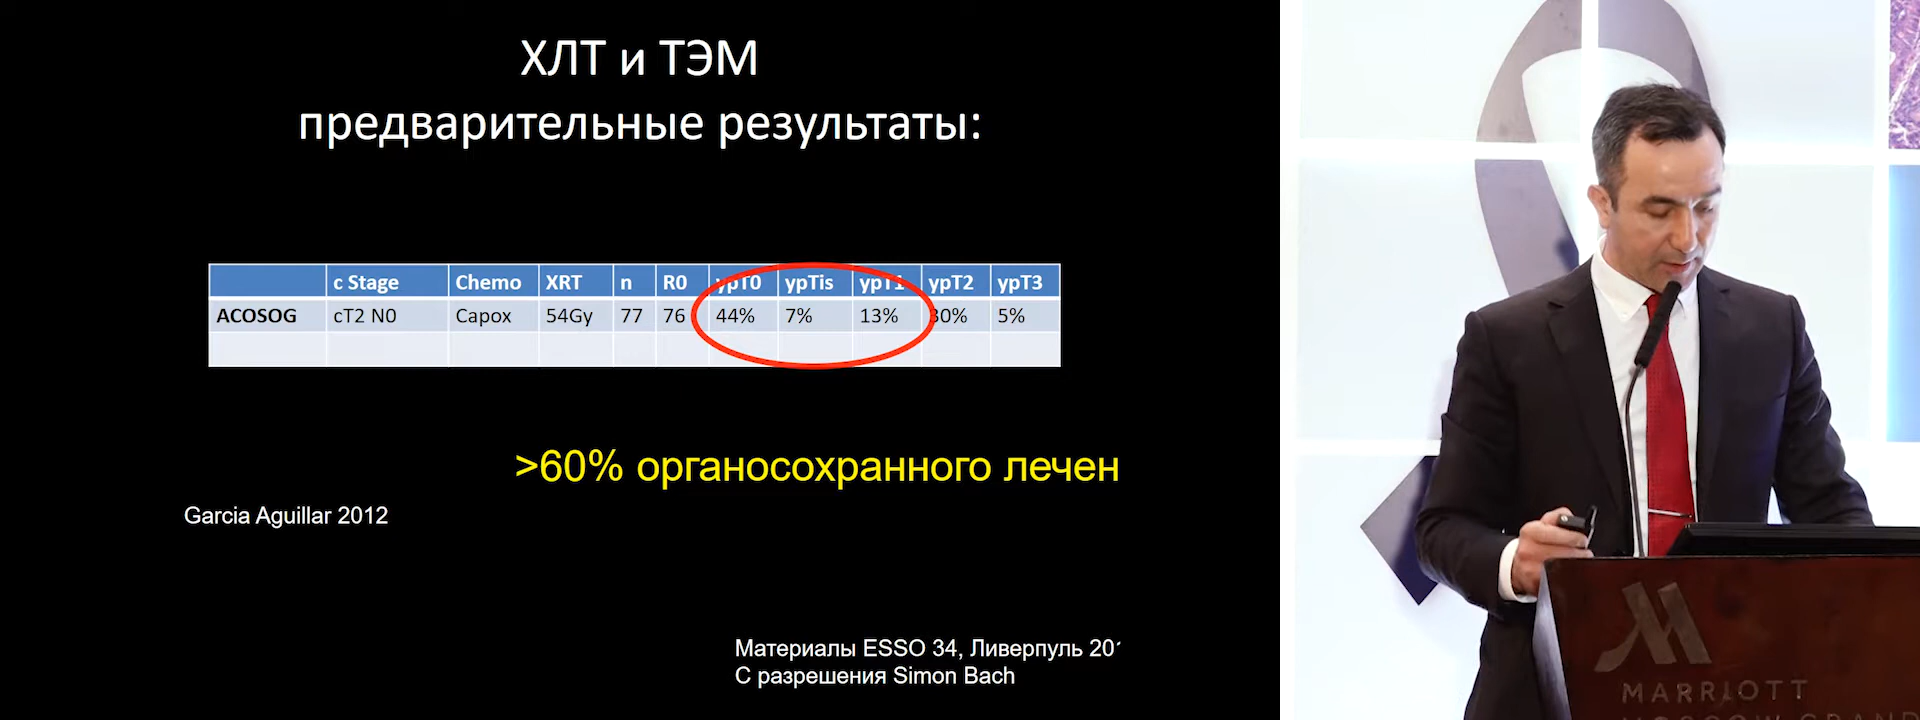 ХЛТ и ТЭМ
предварительные результаты:
c Stage Chemo XRT n R0 ypT0 ypTis ypT1 ypT2 ypT3
ACOSOG cT2 N0 Capox 54Gy 77 76 44% 7% 13% 30% 5%
>60% органосохранного лечен
Garcia Aguillar 2012
Материалы ESSO 34, Ливерпуль 20
С разрешения Simon Bach
MARRIOTT